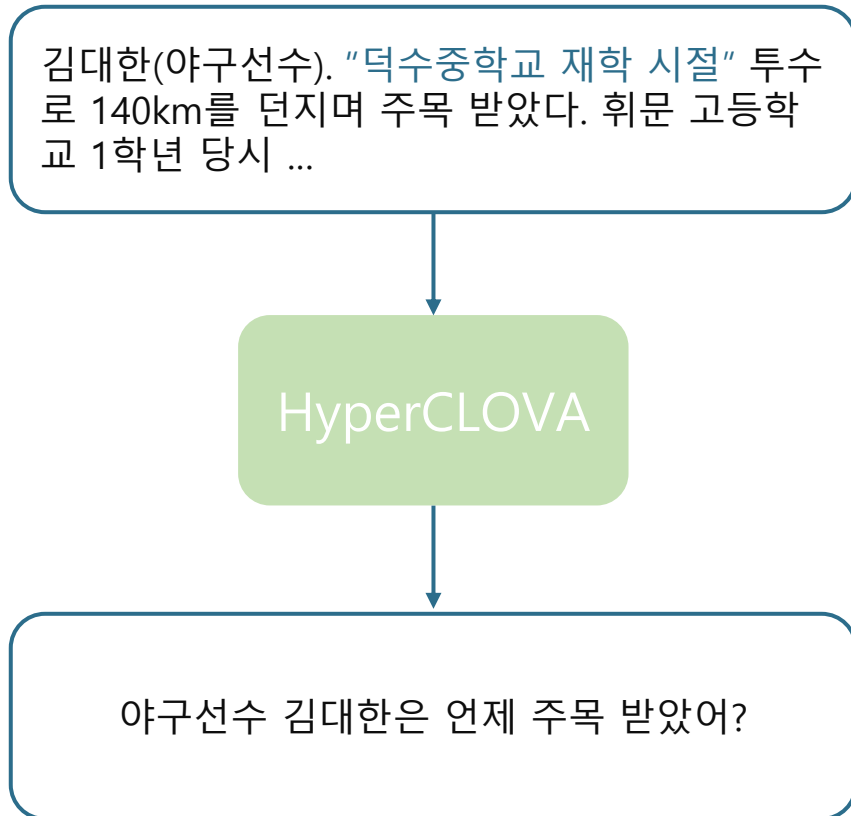 김대한(야구선수). "덕수중학교 재학 시절" 투수
로 140km를 던지며 주목 받았다. 휘문 고등학
교 1학년 당시 ...
HyperCLOVA
야구선수 김대한은 언제 주목 받았어?